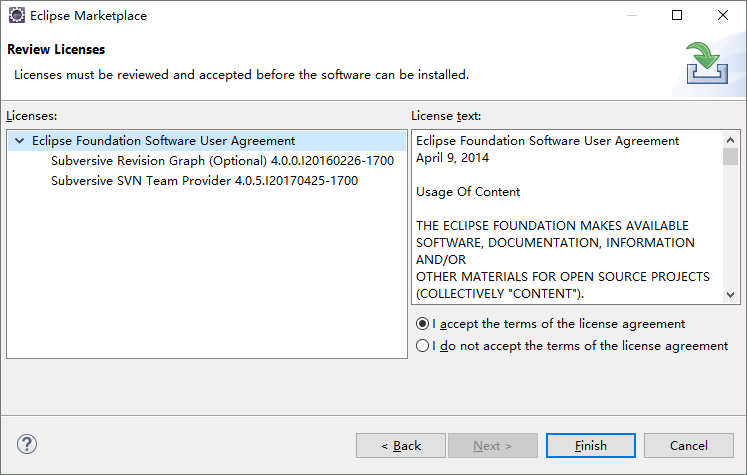 Eclipse Marketplace
Review Licenses
Licenses must be reviewed and accepted before the software can be installed.
Licenses:
Eclipse Foundation Software User Agreement
Subversive Revision Graph (Optional) 4.0.0.I20160226-1700
Subversive SVN Team Provider 4.0.5.I20170425-1700
License text:
Eclipse Foundation Software User Agreement
April 9, 2014
Usage Of Content
THE ECLIPSE FOUNDATION MAKES AVAILABLE
SOFTWARE, DOCUMENTATION, INFORMATION
AND/OR
OTHER MATERIALS FOR OPEN SOURCE PROJECTS
(COLLECTIVELY "CONTENT").
I accept the terms of the license agreement
I do not accept the terms of the license agreement
?
< Back
Next >
Finish
Cancel